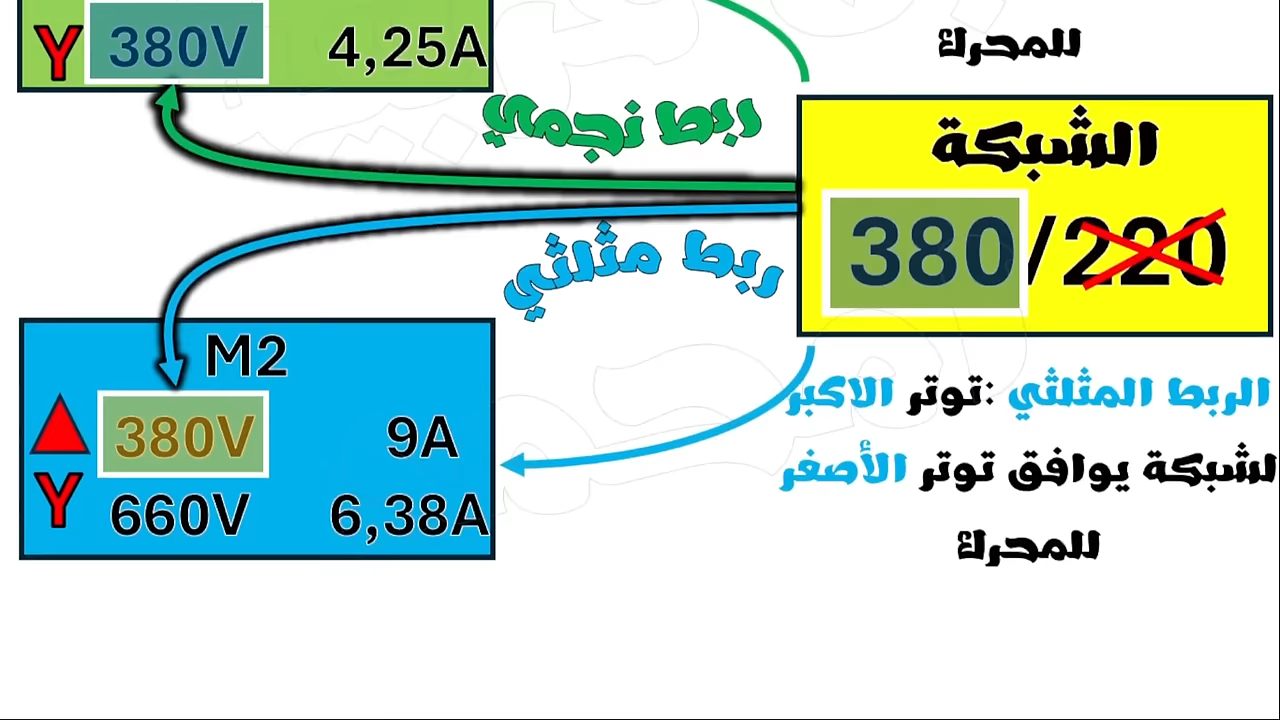 Y 380V 4,25A
للمحرك
ربط نجمي
الشبكة
380/220
ربط مثلثي
M2
380V 9A
Y 660V 6,38A
الربط المثلثي :توتر الاكبر
لشبكة يوافق توتر الأصغر
للمحرك